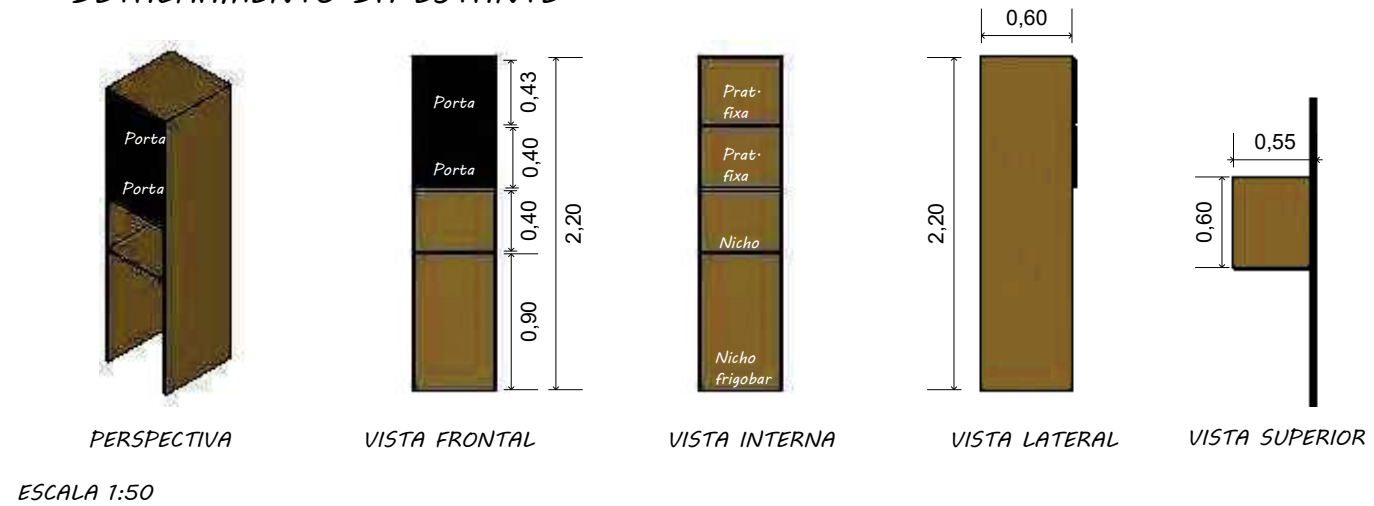 0,60
Porta
Porta
Porta
Porta
0,43
0,40
0,40
0,90
2,20
Prat.
fixa
Prat.
fixa
Nicho
Nicho
frigobar
2,20
0,55
0,60
PERSPECTIVA
VISTA FRONTAL
VISTA INTERNA
VISTA LATERAL
VISTA SUPERIOR
ESCALA 1:50